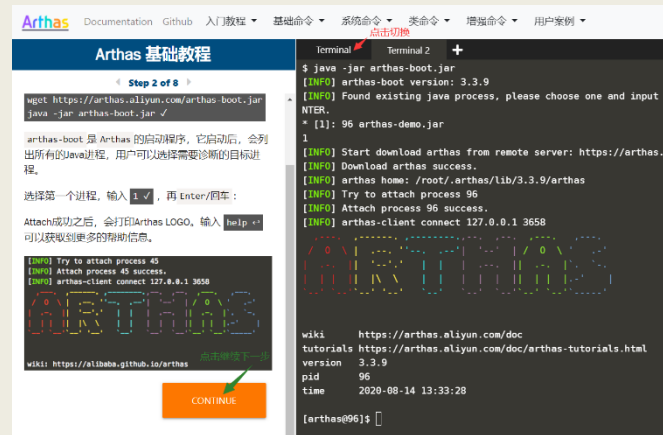 Arthas Documentation Github 入门教程 基础命令 系统命令 类命令 增强命令 用户案例
点击切换
Arthas 基础教程
Step 2 of 8
wget https://arthas.aliyun.com/arthas-boot.jar
java -jar arthas-boot.jar ✓
arthas-boot 是 Arthas 的启动程序，它启动后，会列
出所有的Java进程，用户可以选择需要诊断的目标进
程。
选择第一个进程，输入 1 ✓ ，再 Enter/回车 ：
Attach成功之后，会打印Arthas LOGO。输入 help ↵
可以获取到更多的帮助信息。
[INFO] Try to attach process 45
[INFO] Attach process 45 success.
[INFO] arthas-client connect 127.0.0.1 3658
ARTHAS
wiki: https://alibaba.github.io/arthas
点击继续下一步
CONTINUE
Terminal Terminal 2 +
$ java -jar arthas-boot.jar
[INFO] arthas-boot version: 3.3.9
[INFO] Found existing java process, please choose one and input
NTER.
* [1]: 96 arthas-demo.jar
1
[INFO] Start download arthas from remote server: https://arthas.
[INFO] Download arthas success.
[INFO] arthas home: /root/.arthas/lib/3.3.9/arthas
[INFO] Try to attach process 96
[INFO] Attach process 96 success.
[INFO] arthas-client connect 127.0.0.1 3658
ARTHAS
wiki https://arthas.aliyun.com/doc
tutorials https://arthas.aliyun.com/doc/arthas-tutorials.html
version 3.3.9
pid 96
time 2020-08-14 13:33:28
[arthas@96]$